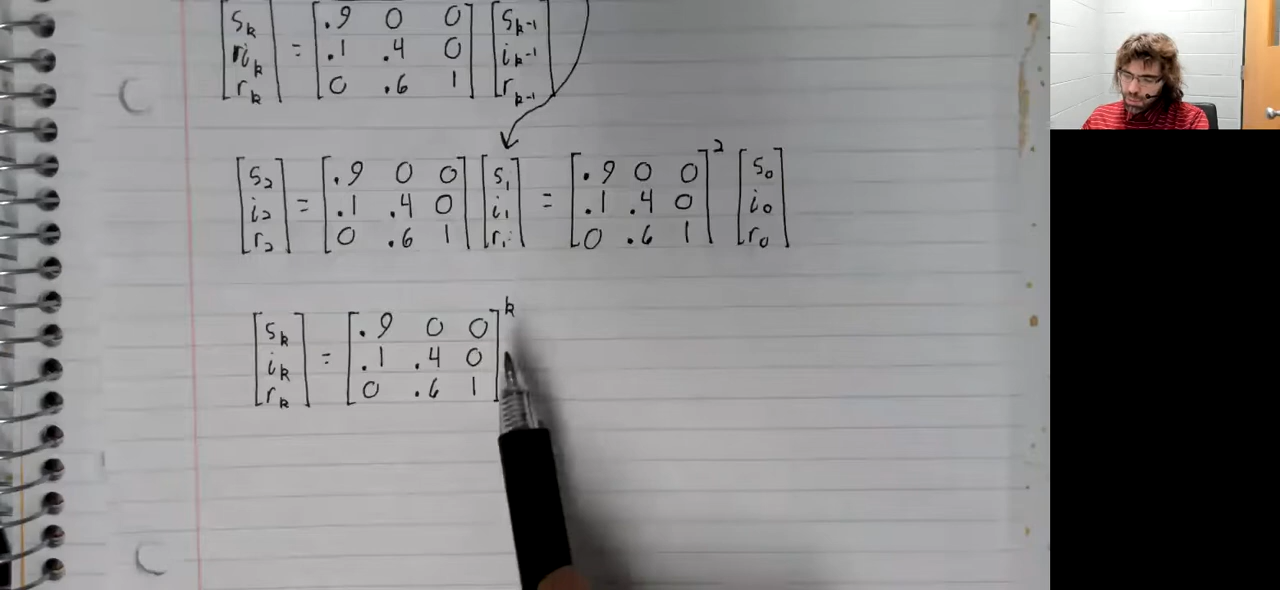 [s_k i_k r_k] = [.9 0 0 .1 .4 0 0 .6 1] [s_k-1 i_k-1 r_k-1]
[s_2 i_2 r_2] = [.9 0 0 .1 .4 0 0 .6 1] [s_1 i_1 r_1] = [.9 0 0 .1 .4 0 0 .6 1]^2 [s_0 i_0 r_0]
[s_k i_k r_k] = [.9 0 0 .1 .4 0 0 .6 1]^k